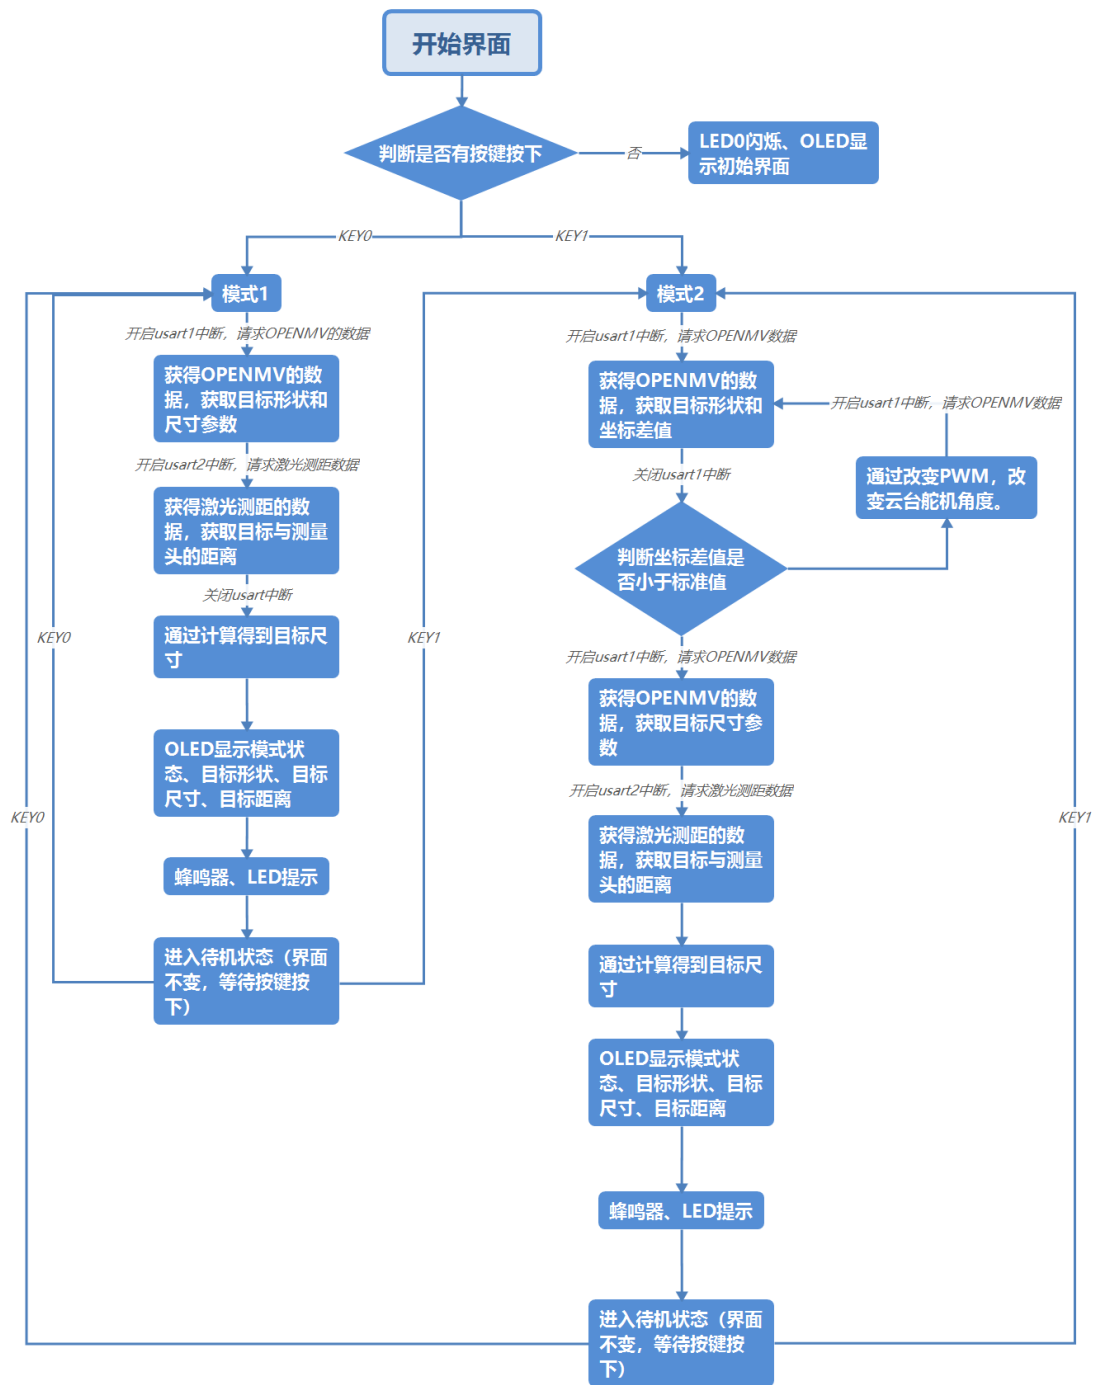 开始界面
判断是否有按键按下
否
LED0闪烁、OLED显
示初始界面
KEY0
KEY1
模式1
开启usart1中断，请求OPENMV的数据
获得OPENMV的数
据，获取目标形状和
尺寸参数
开启usart2中断，请求激光测距数据
获得激光测距的数
据，获取目标与测量
头的距离
关闭usart中断
通过计算得到目标尺
寸
OLED显示模式状
态、目标形状、目标
尺寸、目标距离
蜂鸣器、LED提示
进入待机状态（界面
不变，等待按键按
下）
KEY0
KEY1
模式2
开启usart1中断，请求OPENMV数据
获得OPENMV的数
据，获取目标形状和
坐标差值
开启usart1中断，请求OPENMV数据
关闭usart1中断
通过改变PWM，改
变云台舵机角度。
判断坐标差值是
否小于标准值
开启usart1中断，请求OPENMV数据
获得OPENMV的数
据，获取目标尺寸参
数
开启usart2中断，请求激光测距数据
获得激光测距的数
据，获取目标与测量
头的距离
通过计算得到目标尺
寸
OLED显示模式状
态、目标形状、目标
尺寸、目标距离
蜂鸣器、LED提示
进入待机状态（界面
不变，等待按键按
下）
KEY0
KEY1